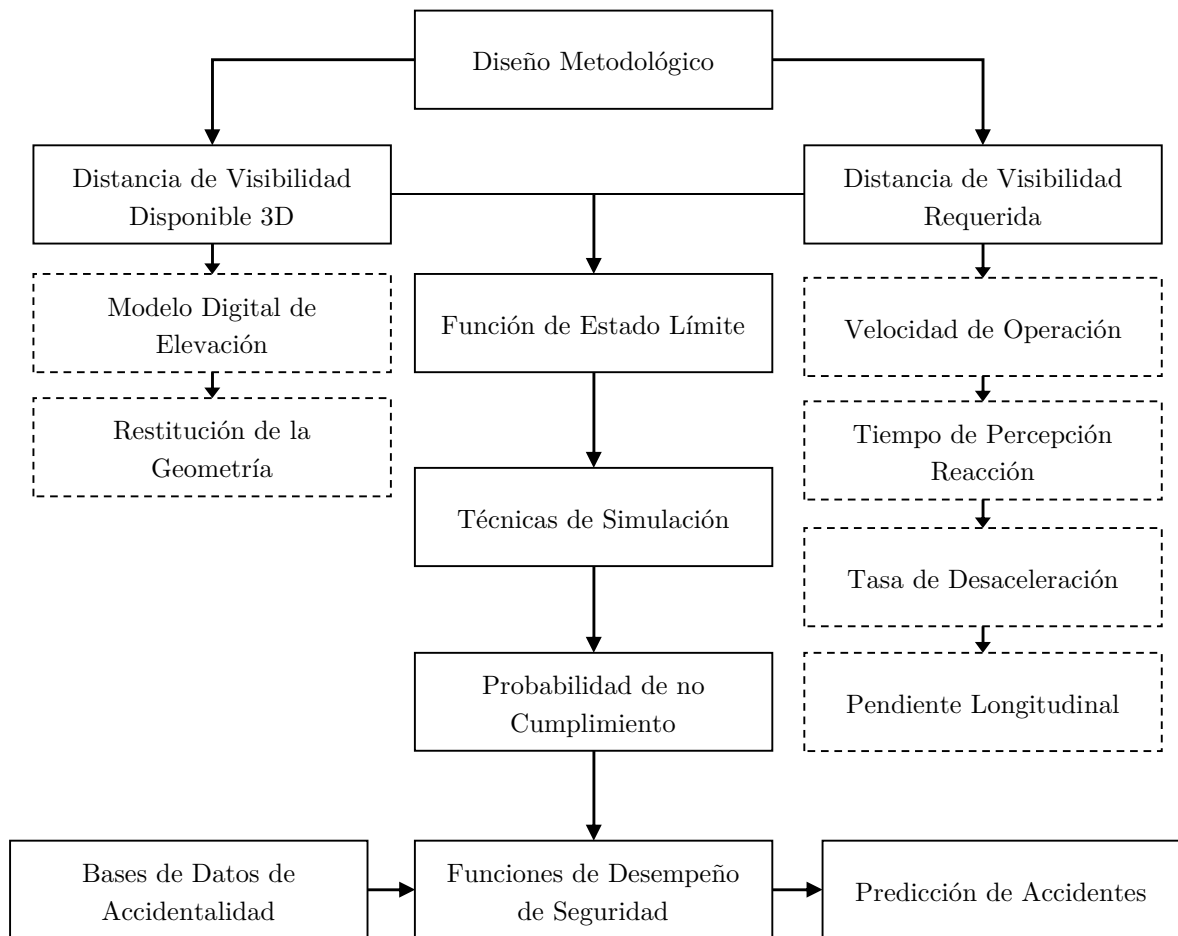 Diseño Metodológico
Distancia de Visibilidad
Disponible 3D
Distancia de Visibilidad
Requerida
Modelo Digital de
Elevación
Función de Estado Límite
Velocidad de Operación
Restitución de la
Geometría
Tiempo de Percepción
Reacción
Técnicas de Simulación
Tasa de Desaceleración
Probabilidad de no
Cumplimiento
Pendiente Longitudinal
Bases de Datos de
Accidentalidad
Funciones de Desempeño
de Seguridad
Predicción de Accidentes